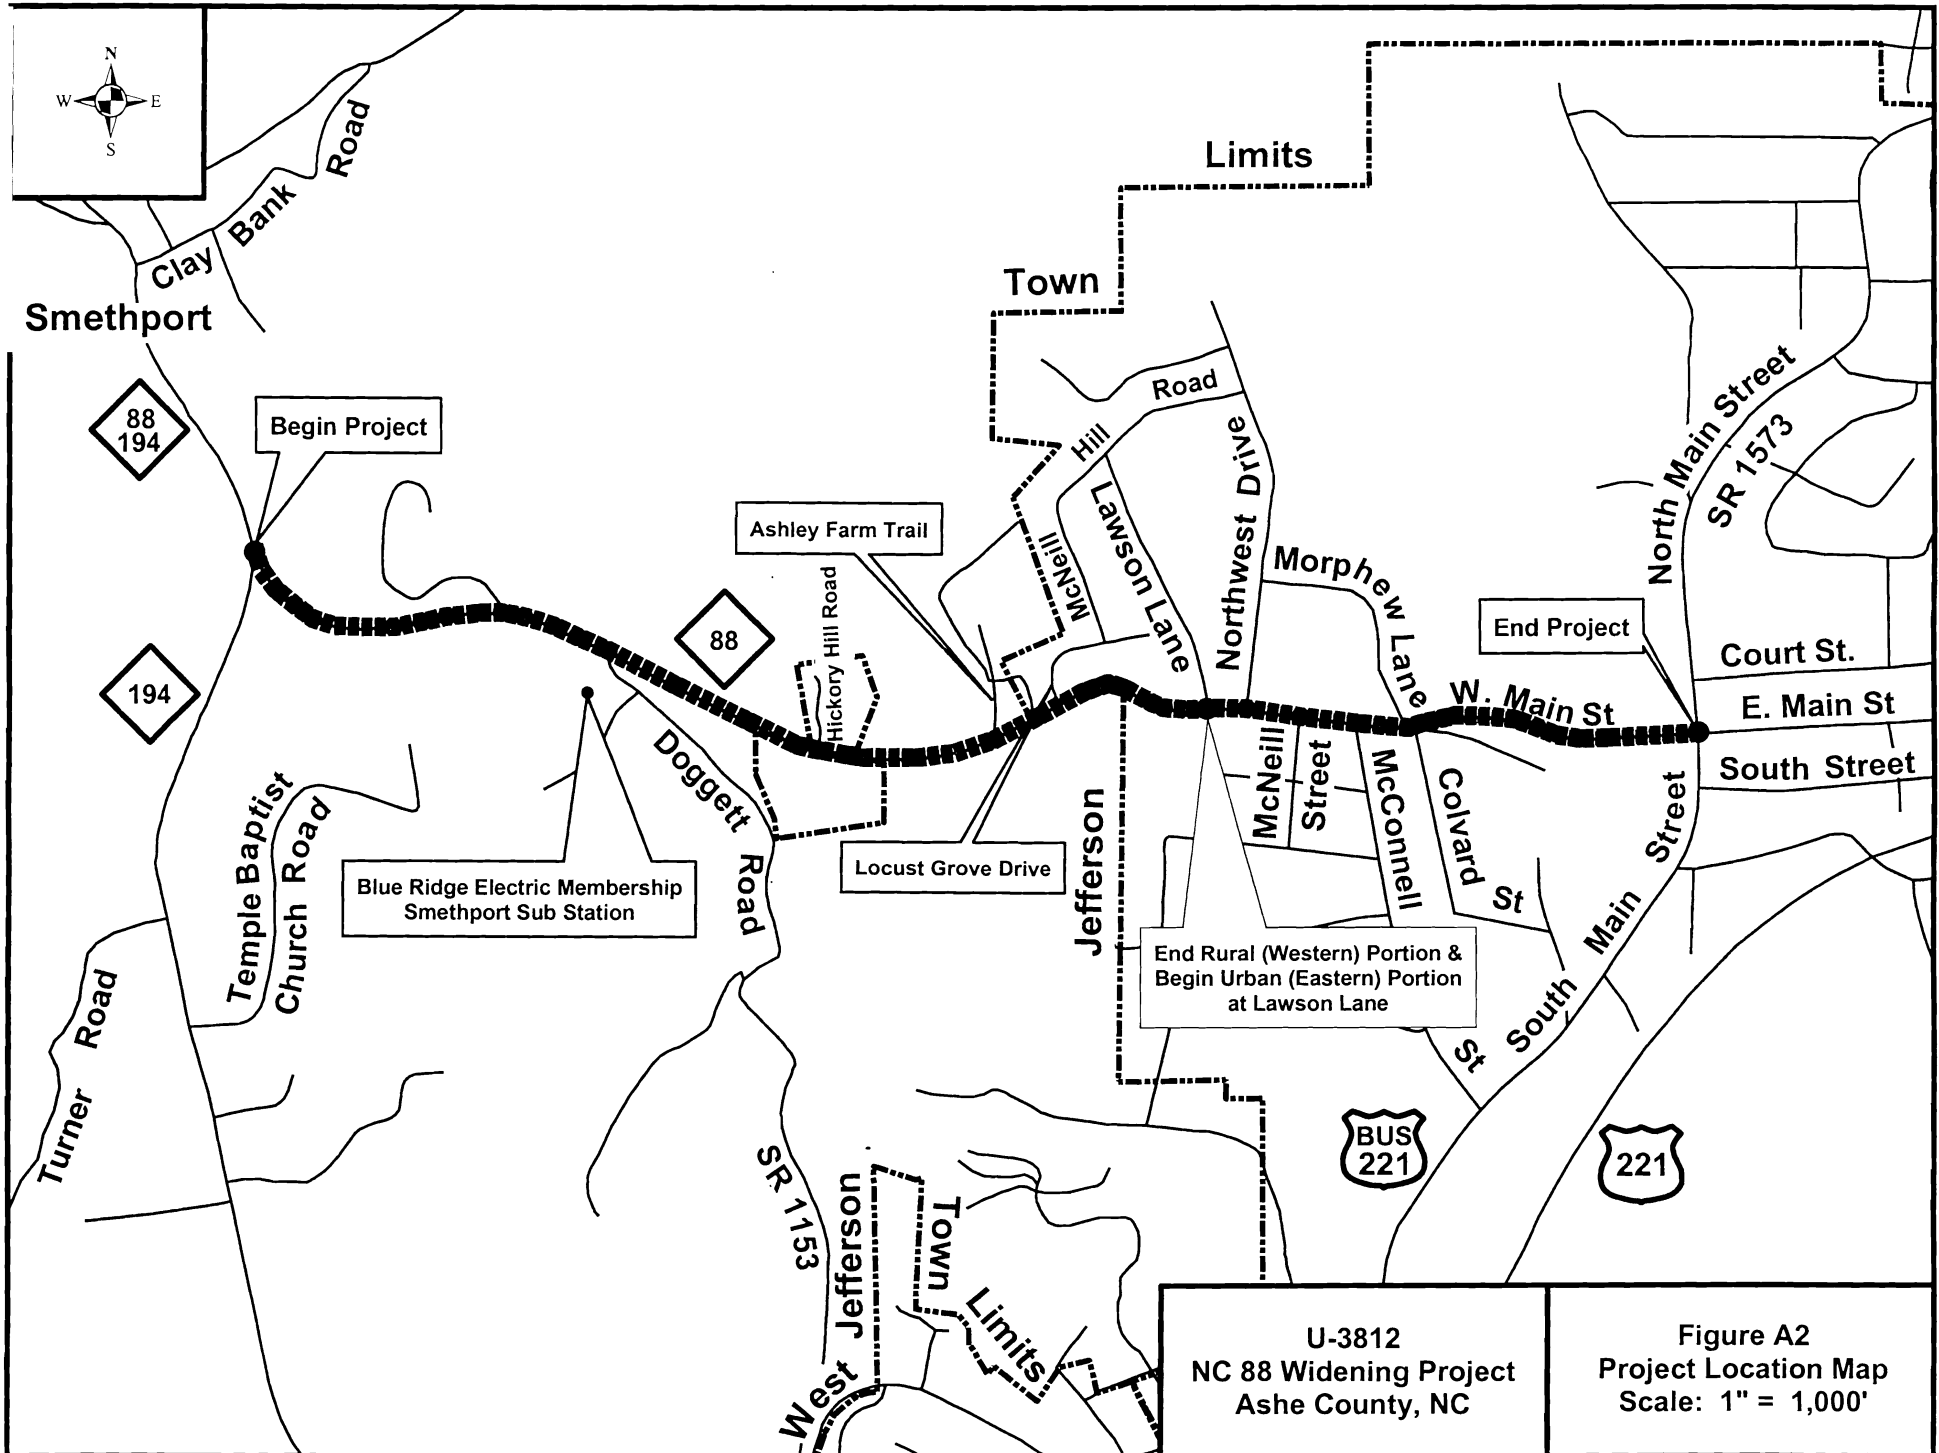 N
W E
S
Clay Bank Road
Smethport
88
194
Begin Project
194
88
Limits
Town
Hill Road
McNeill
Lawson Lane
Northwest Drive
Morphew Lane
Ashley Farm Trail
Hickory Hill Road
North Main Street
SR 1573
End Project
Court St.
W. Main St
E. Main St
South Street
Doggett Road
Temple Baptist
Church Road
Blue Ridge Electric Membership
Smethport Sub Station
Locust Grove Drive
Jefferson
McNeill
Street
McConnell
St
Colvard St
South Main Street
End Rural (Western) Portion &
Begin Urban (Eastern) Portion
at Lawson Lane
Turner Road
SR 1153
BUS
221
221
West Jefferson
Town
Limits
U-3812
NC 88 Widening Project
Ashe County, NC
Figure A2
Project Location Map
Scale: 1" = 1,000'